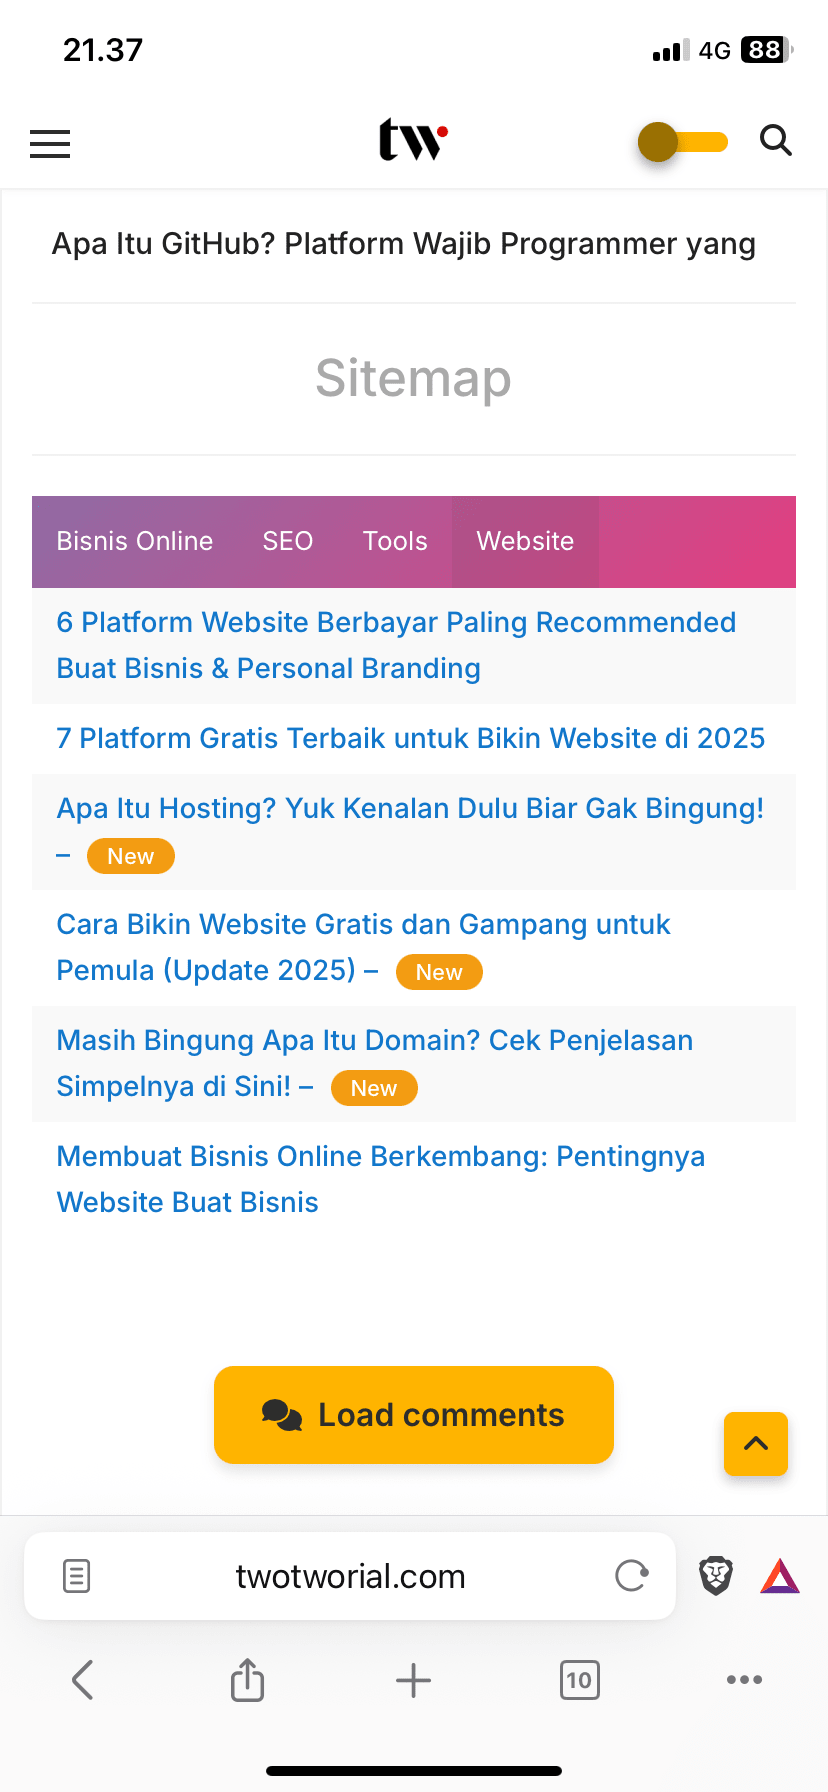 21.37
4G 88
tw
Apa Itu GitHub? Platform Wajib Programmer yang
Sitemap
Bisnis Online SEO Tools Website
6 Platform Website Berbayar Paling Recommended
Buat Bisnis & Personal Branding
7 Platform Gratis Terbaik untuk Bikin Website di 2025
Apa Itu Hosting? Yuk Kenalan Dulu Biar Gak Bingung!
– New
Cara Bikin Website Gratis dan Gampang untuk
Pemula (Update 2025) – New
Masih Bingung Apa Itu Domain? Cek Penjelasan
Simpelnya di Sini! – New
Membuat Bisnis Online Berkembang: Pentingnya
Website Buat Bisnis
Load comments
twotworial.com
10